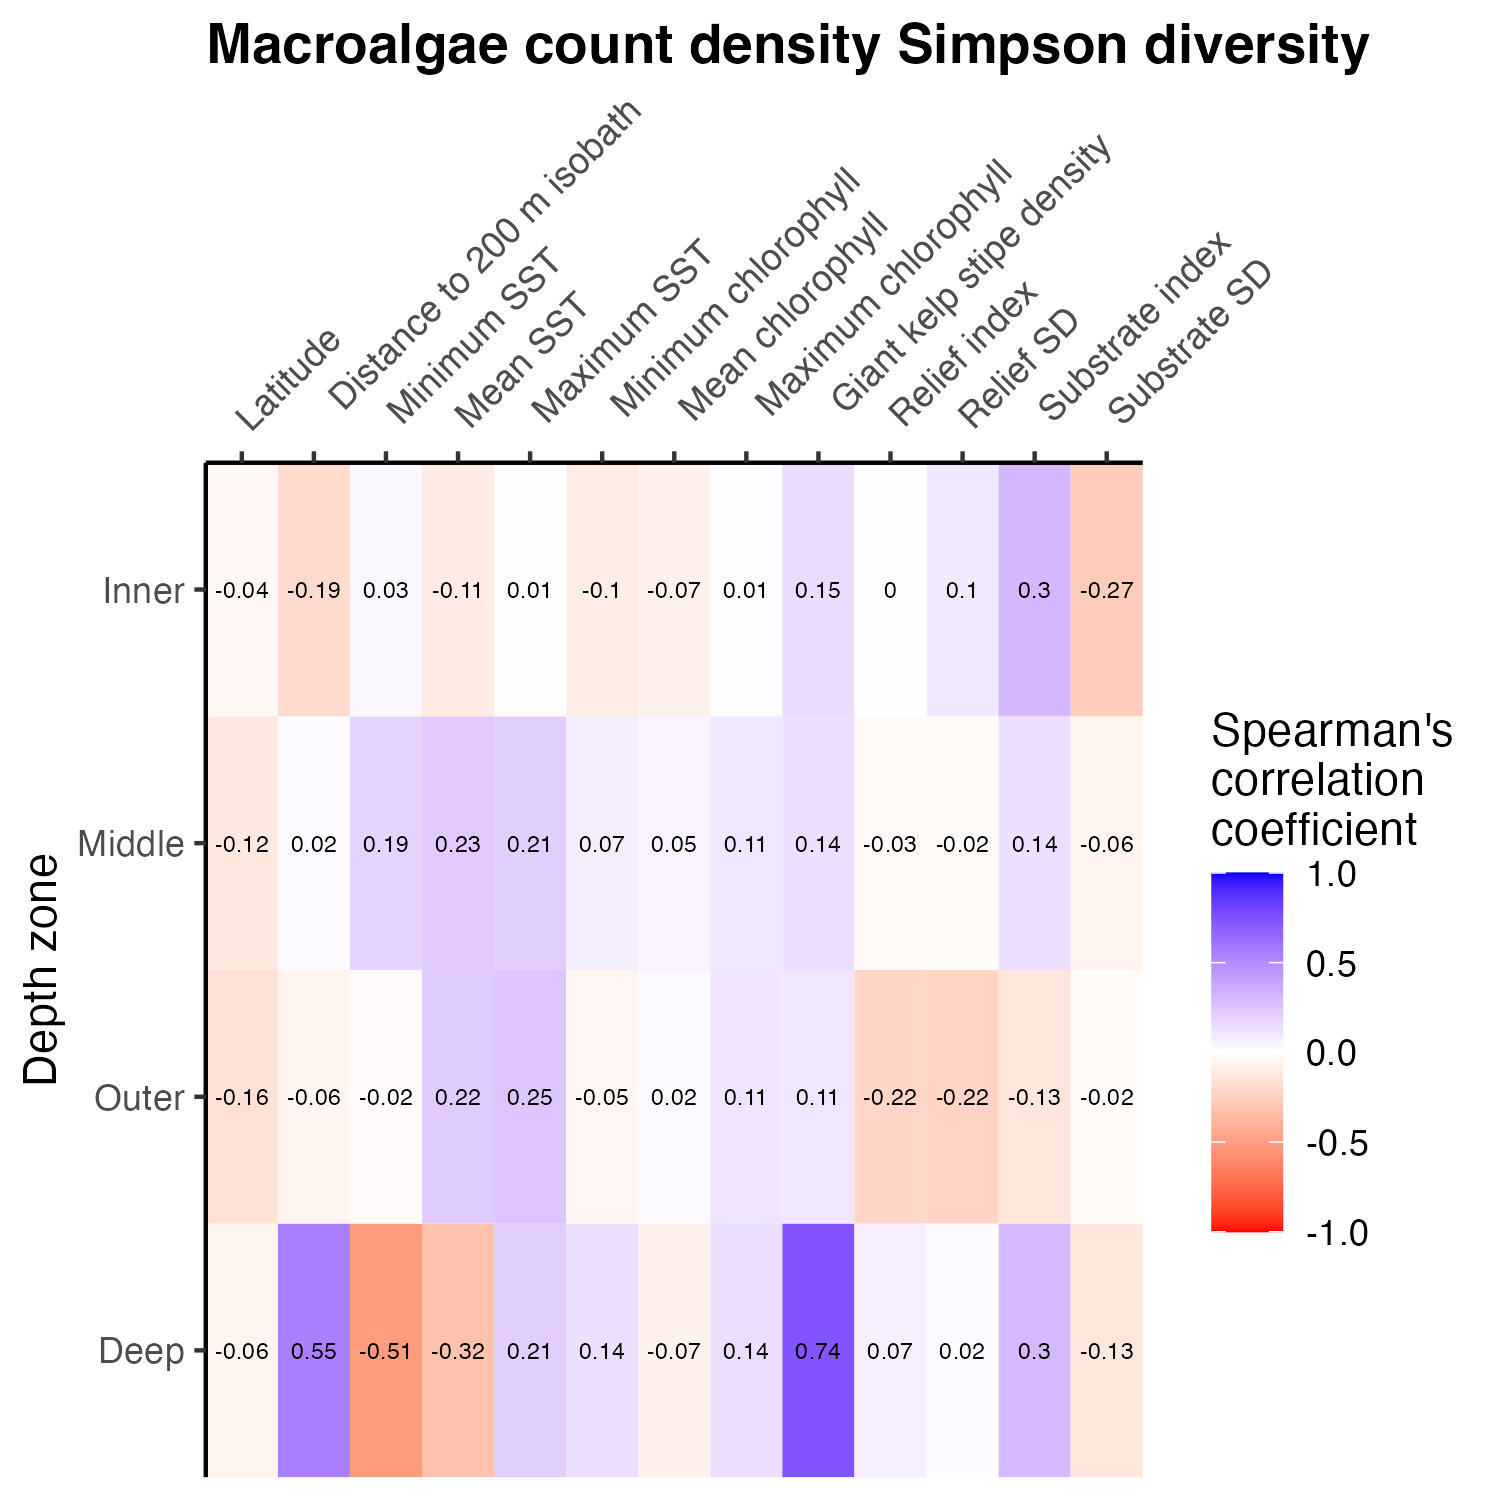 Macroalgae count density Simpson diversity
Latitude
Distance to 200 m isobath
Minimum SST
Mean SST
Maximum SST
Minimum chlorophyll
Mean chlorophyll
Maximum chlorophyll
Giant kelp stipe density
Relief index
Relief SD
Substrate index
Substrate SD
Depth zone
Inner -0.04 -0.19 0.03 -0.11 0.01 -0.1 -0.07 0.01 0.15 0 0.1 0.3 -0.27
Middle -0.12 0.02 0.19 0.23 0.21 0.07 0.05 0.11 0.14 -0.03 -0.02 0.14 -0.06
Outer -0.16 -0.06 -0.02 0.22 0.25 -0.05 0.02 0.11 0.11 -0.22 -0.22 -0.13 -0.02
Deep -0.06 0.55 -0.51 -0.32 0.21 0.14 -0.07 0.14 0.74 0.07 0.02 0.3 -0.13
Spearman's
correlation
coefficient
1.0
0.5
0.0
-0.5
-1.0